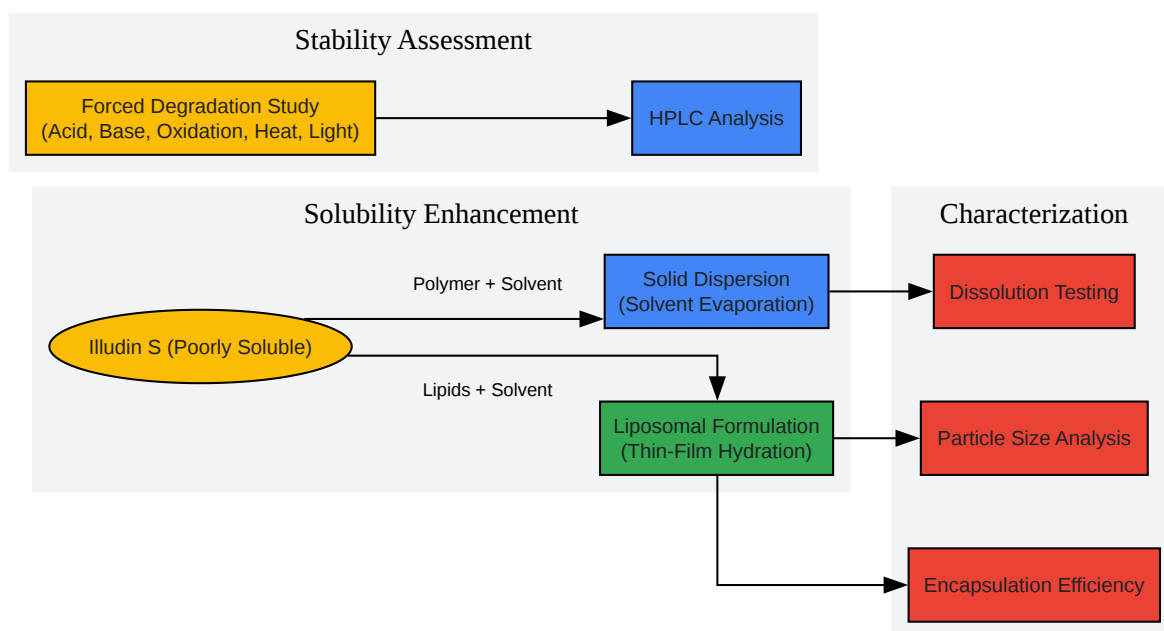 Stability Assessment
Forced Degradation Study
(Acid, Base, Oxidation, Heat, Light)
HPLC Analysis
Solubility Enhancement
Characterization
Illudin S (Poorly Soluble)
Polymer + Solvent
Solid Dispersion
(Solvent Evaporation)
Dissolution Testing
Lipids + Solvent
Liposomal Formulation
(Thin-Film Hydration)
Particle Size Analysis
Encapsulation Efficiency